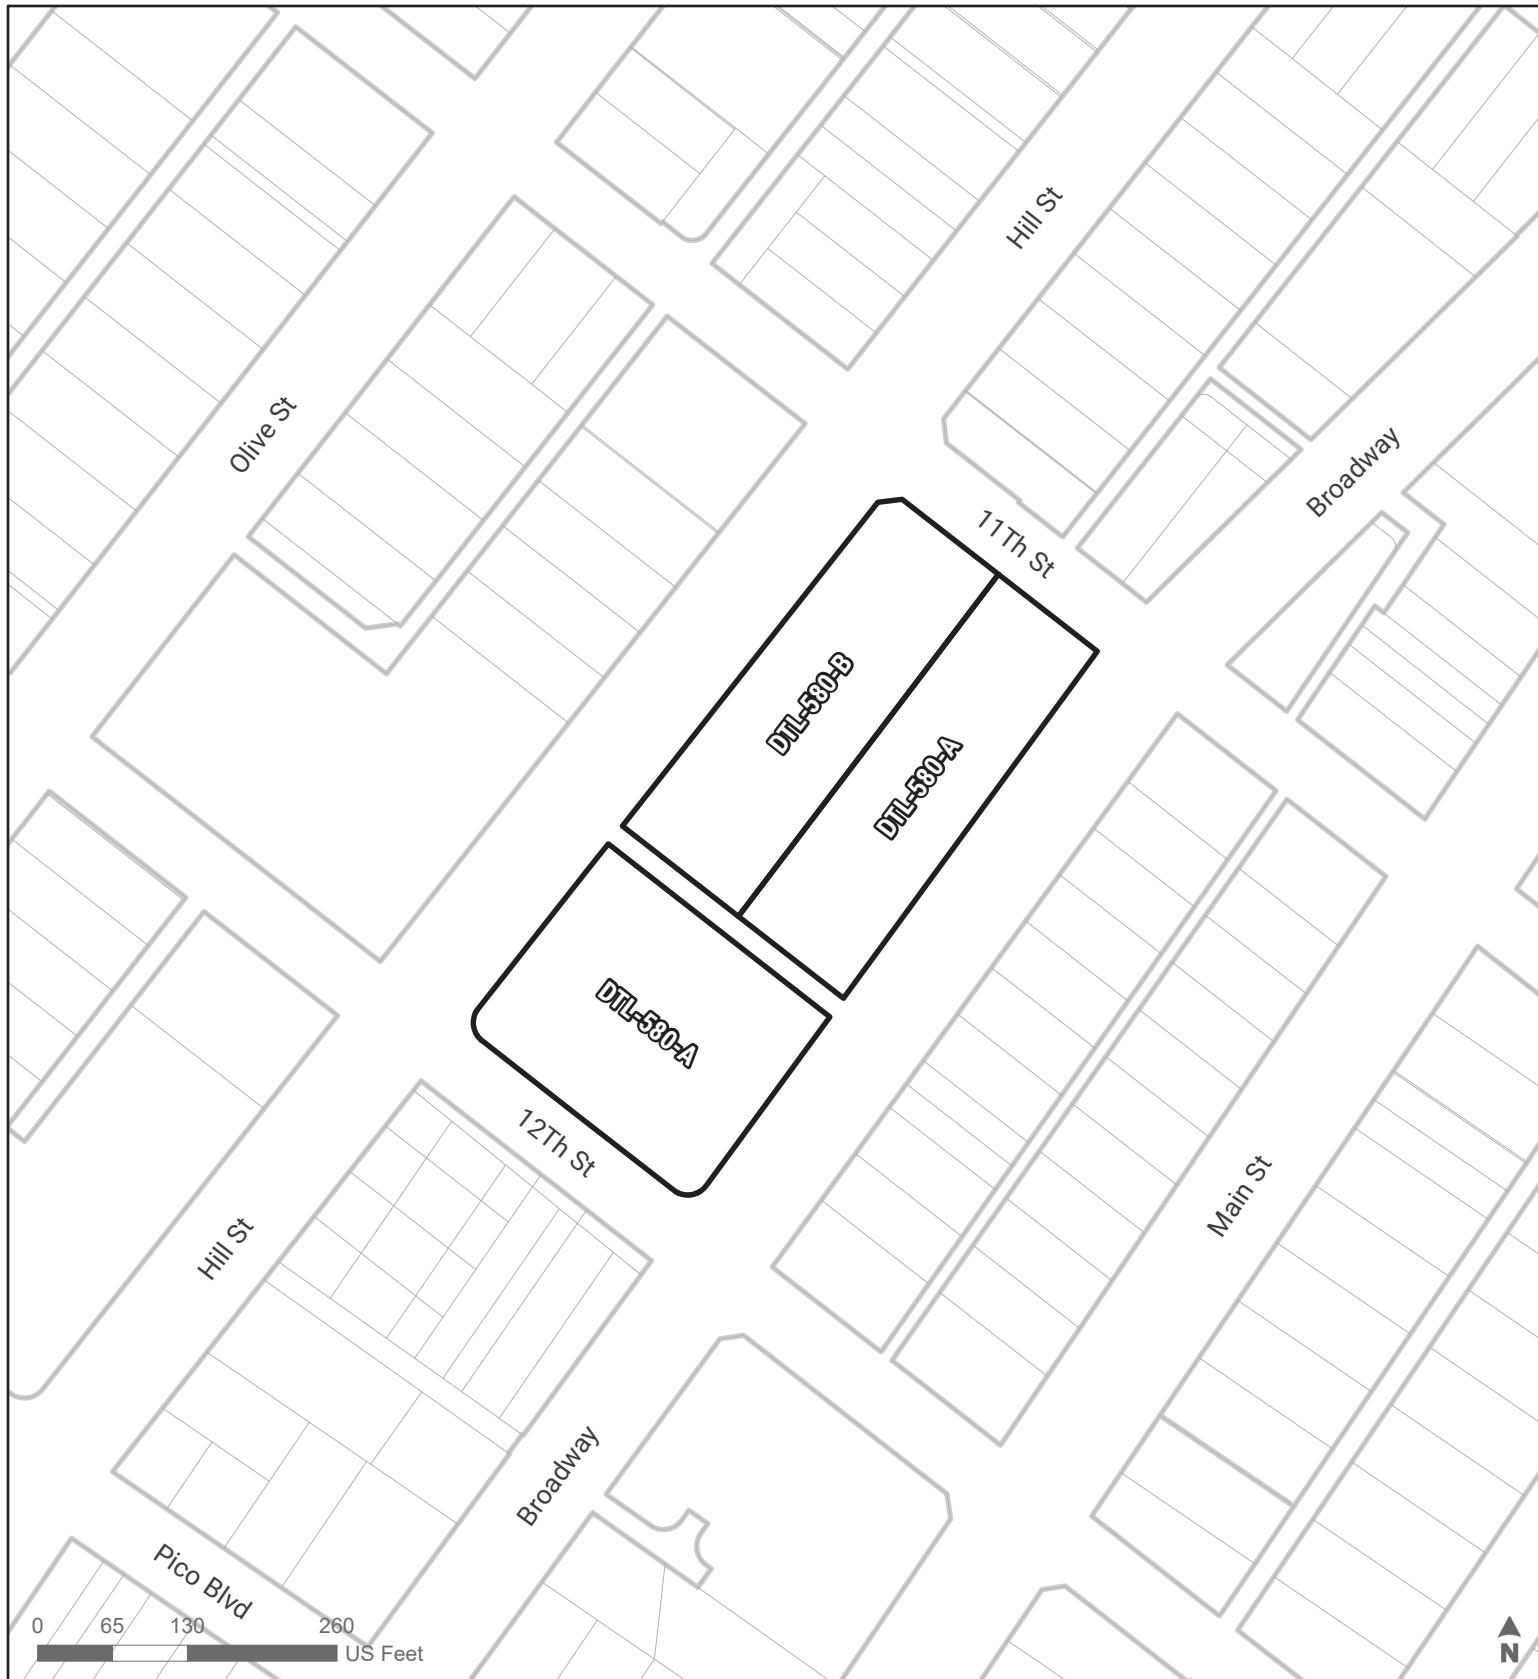 Hill St
Olive St
Broadway
11Th St
DTL-580-B
DTL-580-A
DTL-580-A
12Th St
Main St
Hill St
Broadway
Pico Blvd
0 65 130 260
US Feet
N